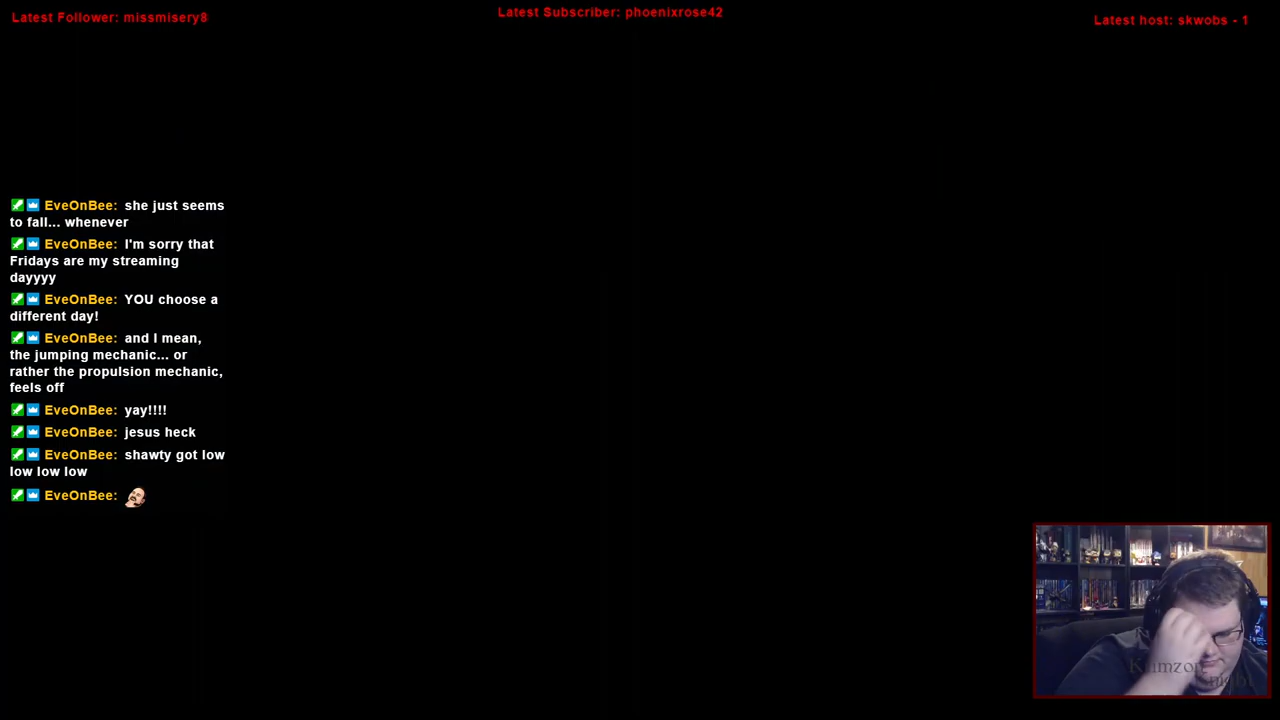 Latest Follower: missmisery8
Latest Subscriber: phoenixrose42
Latest host: skwobs - 1
EveOnBee: she just seems
to fall... whenever
EveOnBee: I'm sorry that
Fridays are my streaming
dayyyy
EveOnBee: YOU choose a
different day!
EveOnBee: and I mean,
the jumping mechanic... or
rather the propulsion mechanic,
feels off
EveOnBee: yay!!!!
EveOnBee: jesus heck
EveOnBee: shawty got low
low low low
EveOnBee: